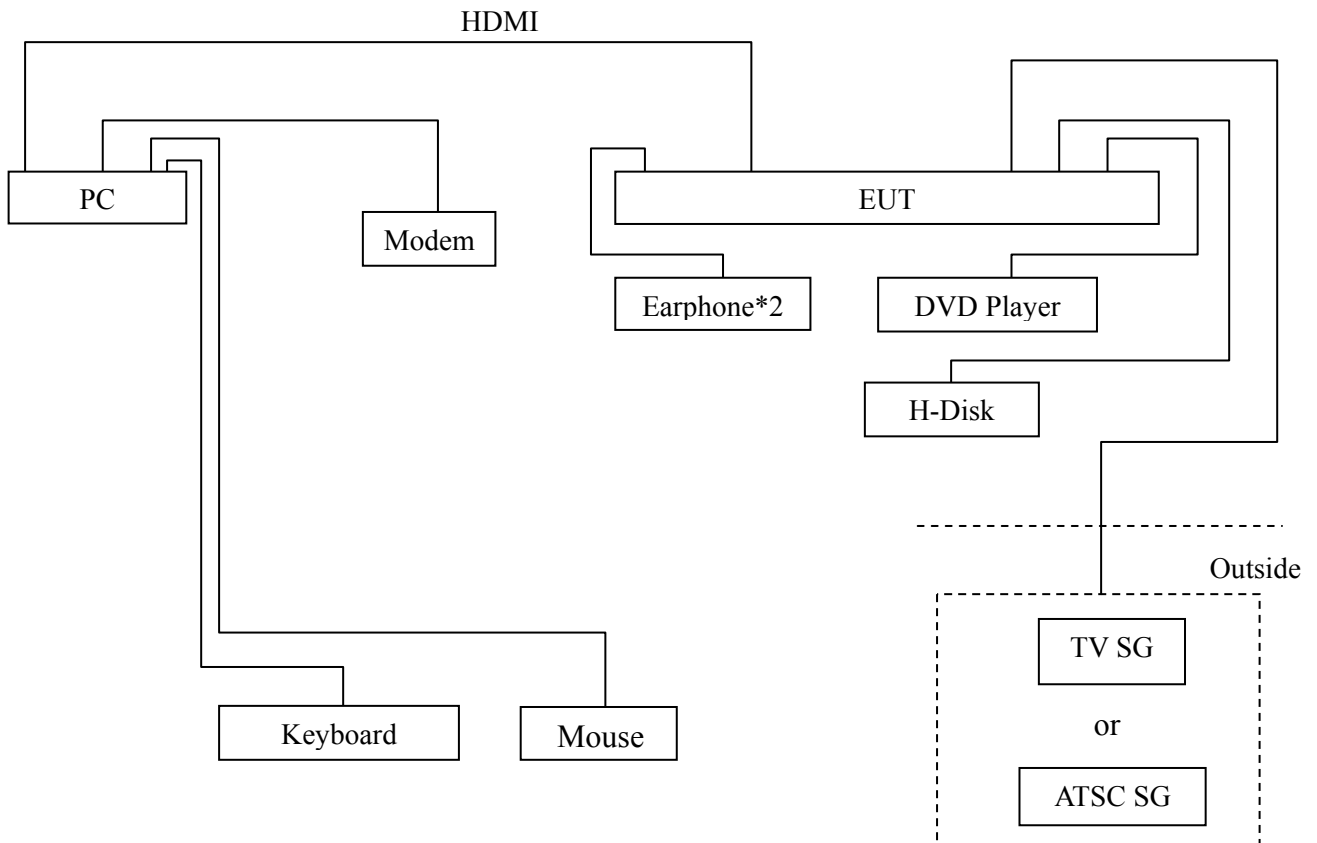 HDMI
PC
EUT
Modem
Earphone*2
DVD Player
H-Disk
Outside
TV SG
or
ATSC SG
Keyboard
Mouse